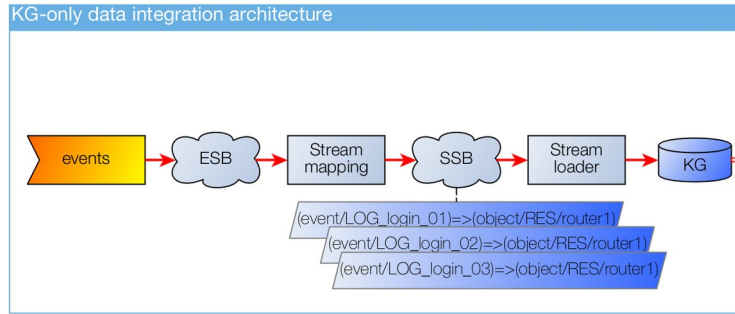 KG-only data integration architecture
events
ESB
Stream
mapping
SSB
Stream
loader
KG
(event/LOG_login_01)=>(object/RES/router1)
(event/LOG_login_02)=>(object/RES/router1)
(event/LOG_login_03)=>(object/RES/router1)